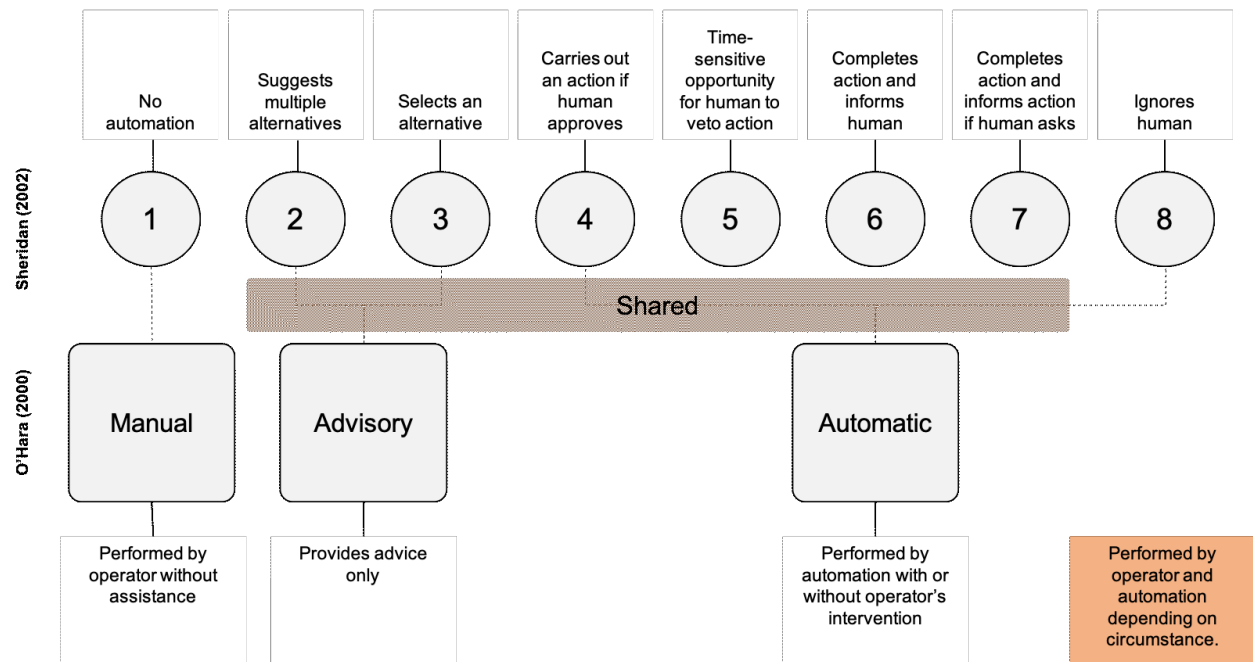 No
automation
Suggests
multiple
alternatives
Selects an
alternative
Carries out
an action if
human
approves
Time-
sensitive
opportunity
for human to
veto action
Completes
action and
informs
human
Completes
action and
informs action
if human asks
Ignores
human
Sheridan (2002)
1
2
3
4
5
6
7
8
Shared
O'Hara (2000)
Manual
Advisory
Automatic
Performed by
operator without
assistance
Provides advice
only
Performed by
automation with or
without operator's
intervention
Performed by
operator and
automation
depending on
circumstance.